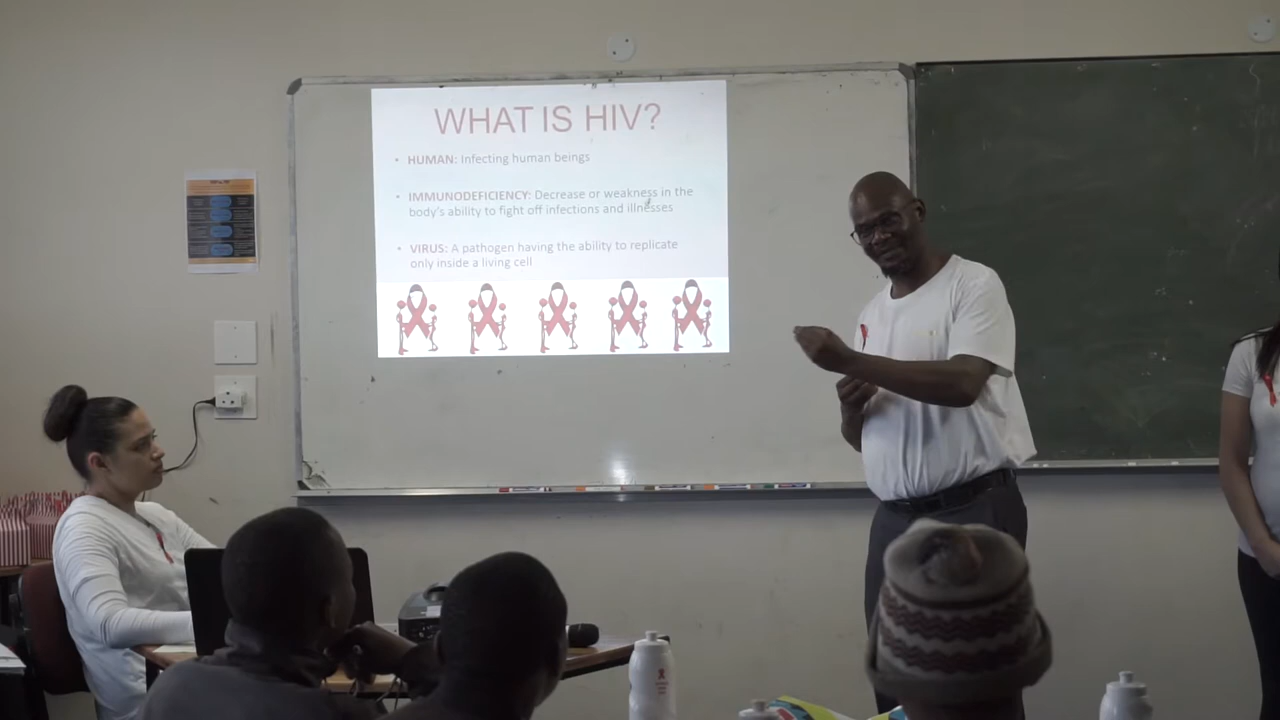 WHAT IS HIV?
• HUMAN: Infecting human beings
• IMMUNODEFICIENCY: Decrease or weakness in the
body's ability to fight off infections and illnesses
• VIRUS: A pathogen having the ability to replicate
only inside a living cell